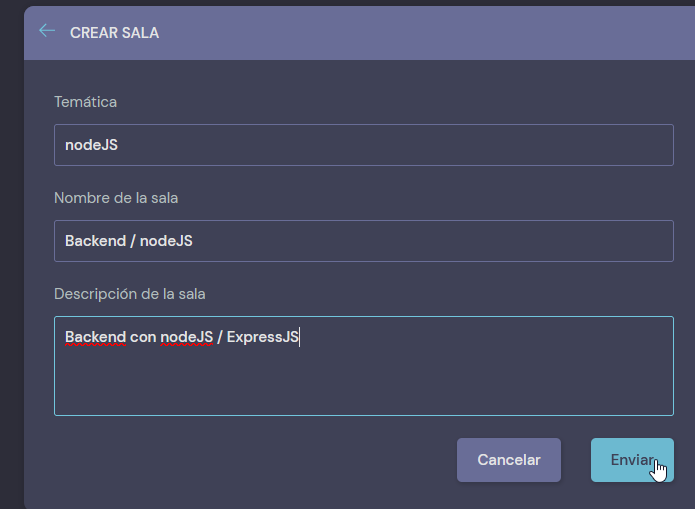 CREAR SALA
Temática
nodeJS
Nombre de la sala
Backend / nodeJS
Descripción de la sala
Backend con nodeJS / ExpressJS
Cancelar
Enviar